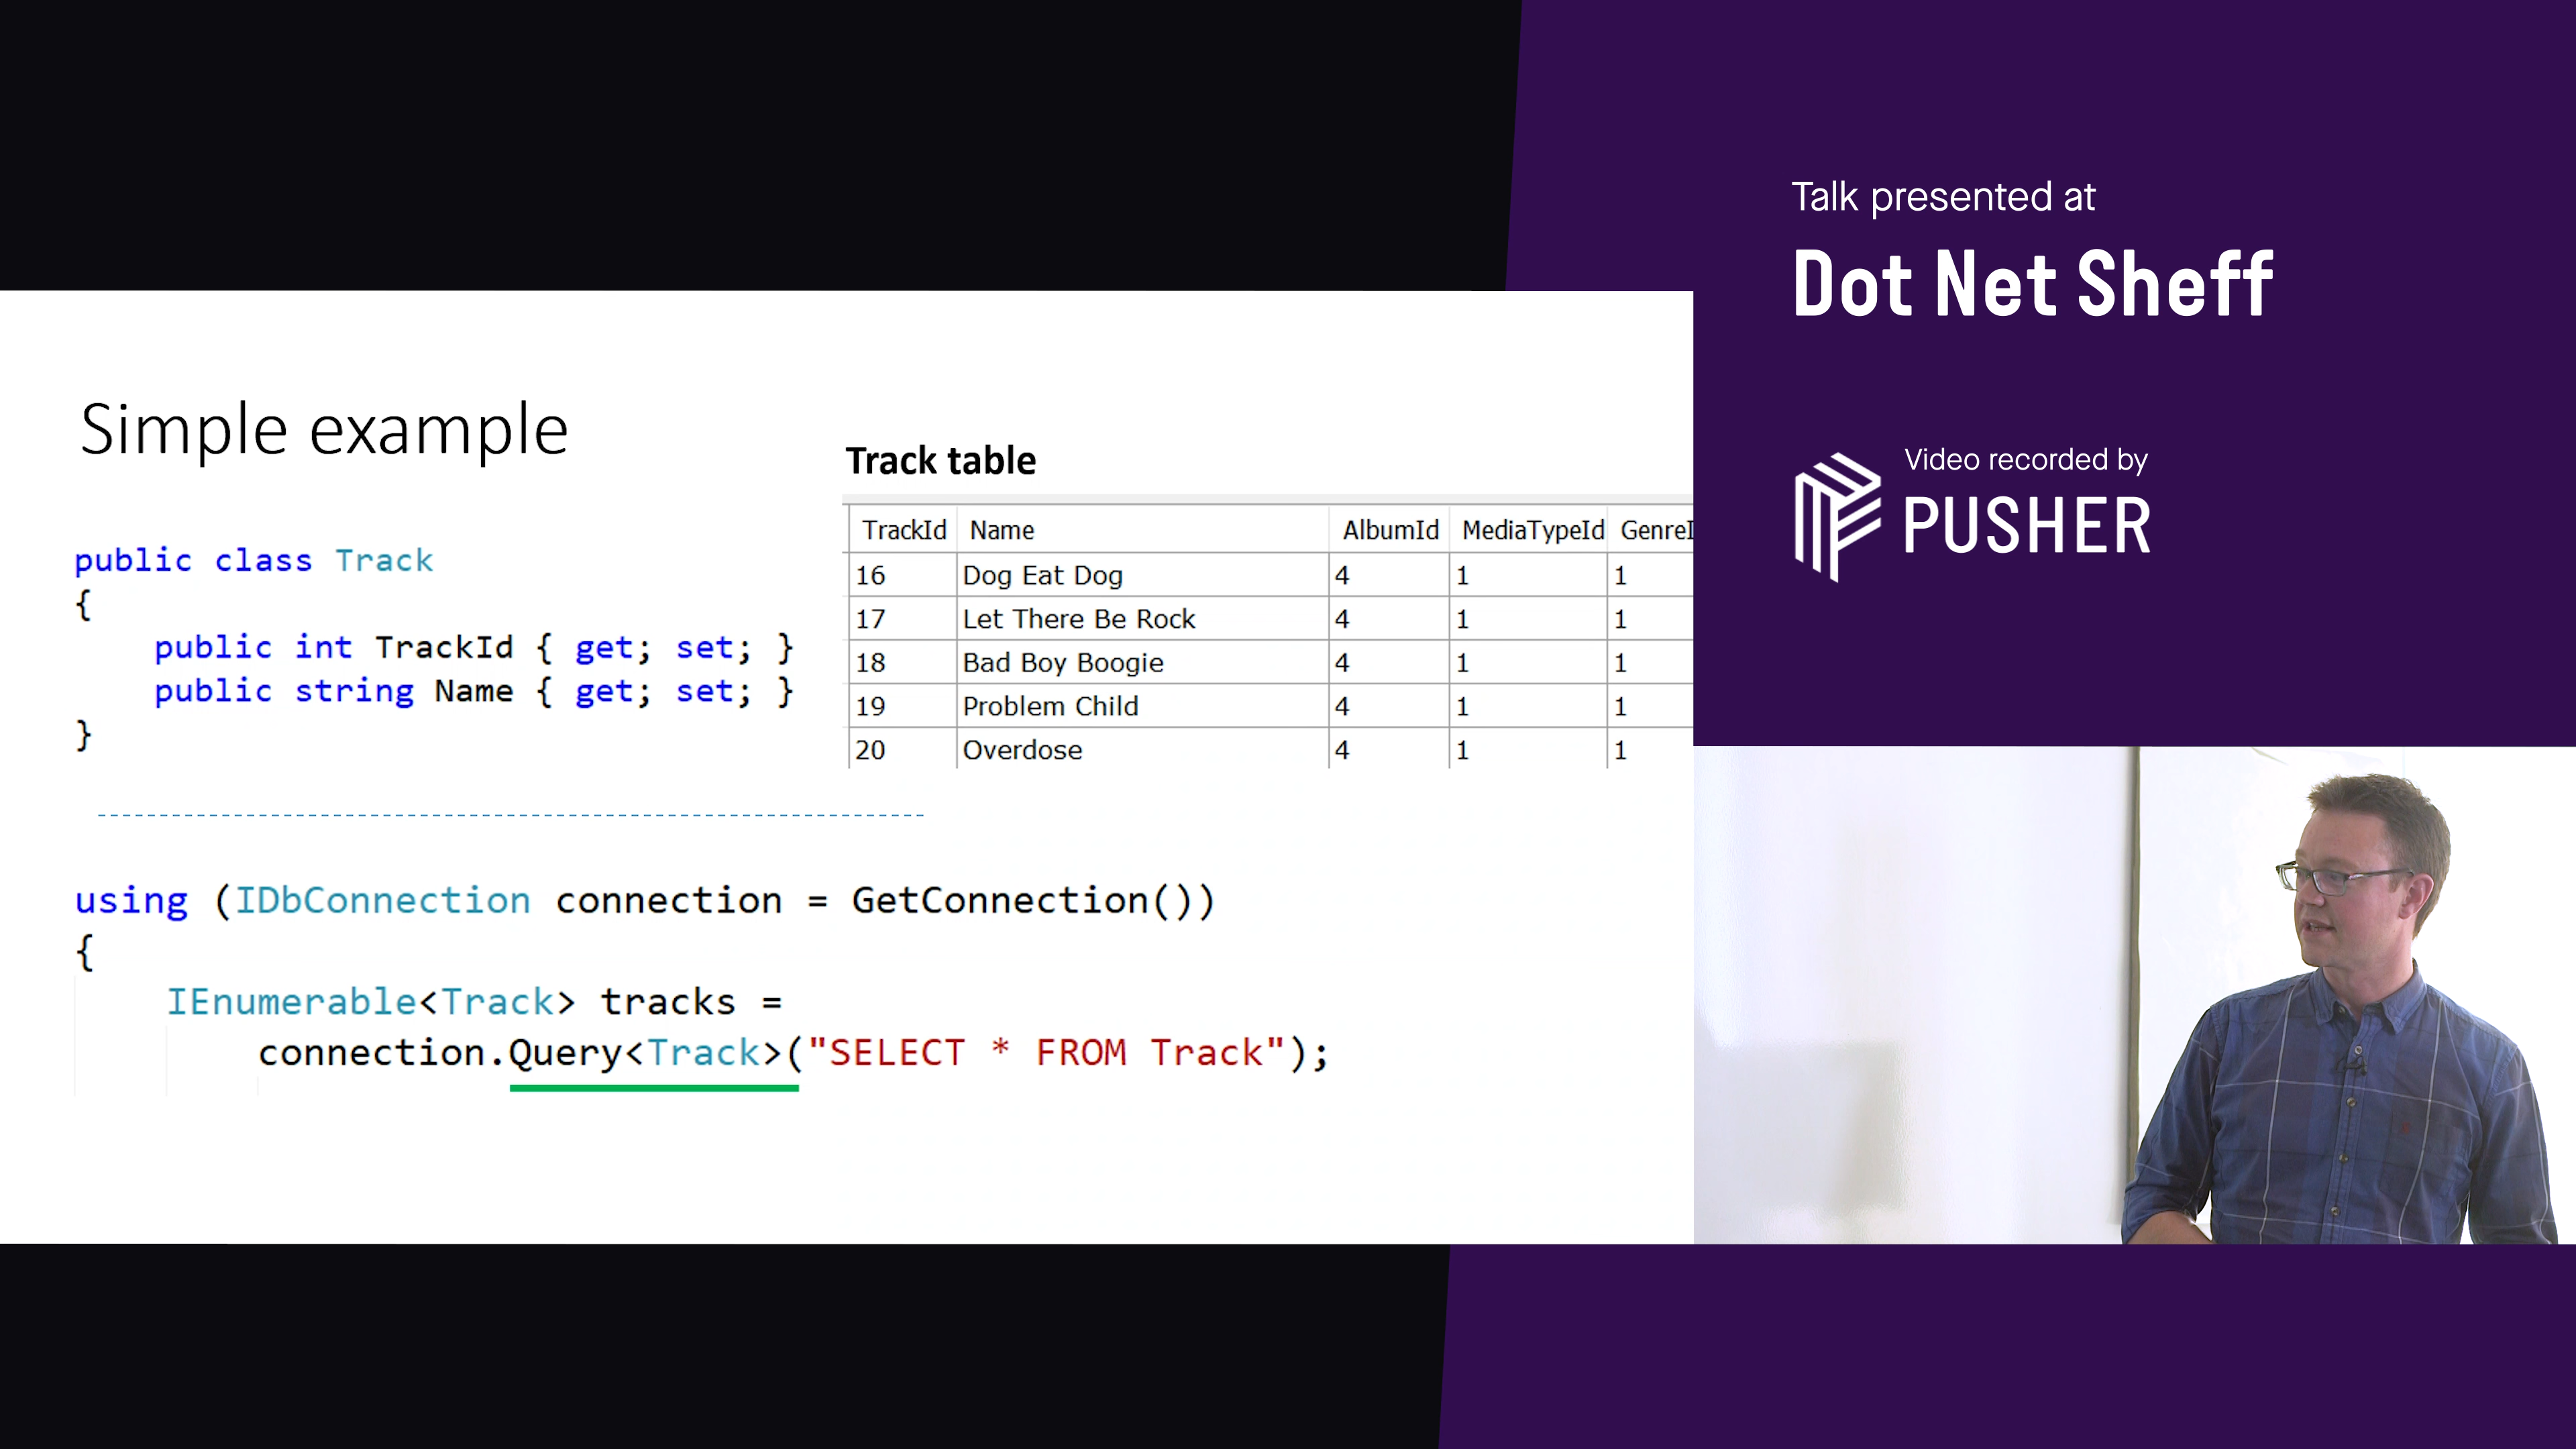 Talk presented at
Dot Net Sheff
Video recorded by
PUSHER
Simple example
public class Track
{
public int TrackId { get; set; }
public string Name { get; set; }
}
Track table
TrackId Name AlbumId MediaTypeId GenreI
16 Dog Eat Dog 4 1 1
17 Let There Be Rock 4 1 1
18 Bad Boy Boogie 4 1 1
19 Problem Child 4 1 1
20 Overdose 4 1 1
using (IDbConnection connection = GetConnection())
{
IEnumerable<Track> tracks =
connection.Query<Track>("SELECT * FROM Track");